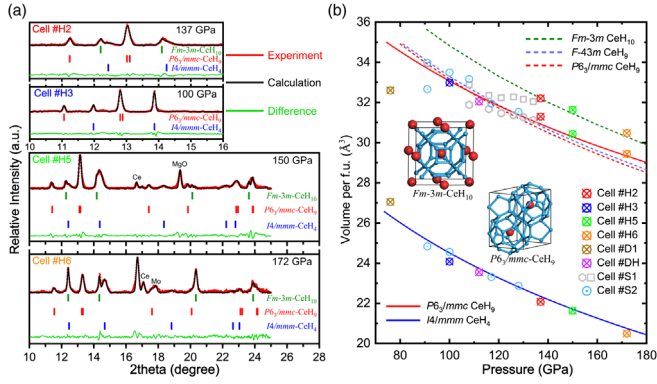 (a)
Cell #H2
137 GPa
Fm-3m-CeH10
P63/mmc-CeH9
I4/mmm-CeH4
10 11 12 13 14 15 16
Cell #H3
100 GPa
P63/mmc-CeH9
I4/mmm-CeH4
10 11 12 13 14 15 16
Experiment
Calculation
Difference
Cell #H5
150 GPa
Ce
MgO
Fm-3m-CeH10
P63/mmc-CeH9
I4/mmm-CeH4
Cell #H6
172 GPa
Ce
Mo
Fm-3m-CeH10
P63/mmc-CeH9
I4/mmm-CeH4
10 12 14 16 18 20 22 24 26 28
2theta (degree)
Relative Intensity (a.u.)
(b)
36
34
32
30
28
26
24
22
20
Volume per f.u. (Å3)
Fm-3m CeH10
F-43m CeH9
P63/mmc CeH9
Fm-3m-CeH10
P63/mmc-CeH9
Cell #H2
Cell #H3
Cell #H5
Cell #H6
Cell #D1
Cell #DH
Cell #S1
Cell #S2
P63/mmc CeH9
I4/mmm CeH4
80 100 120 140 160 180
Pressure (GPa)